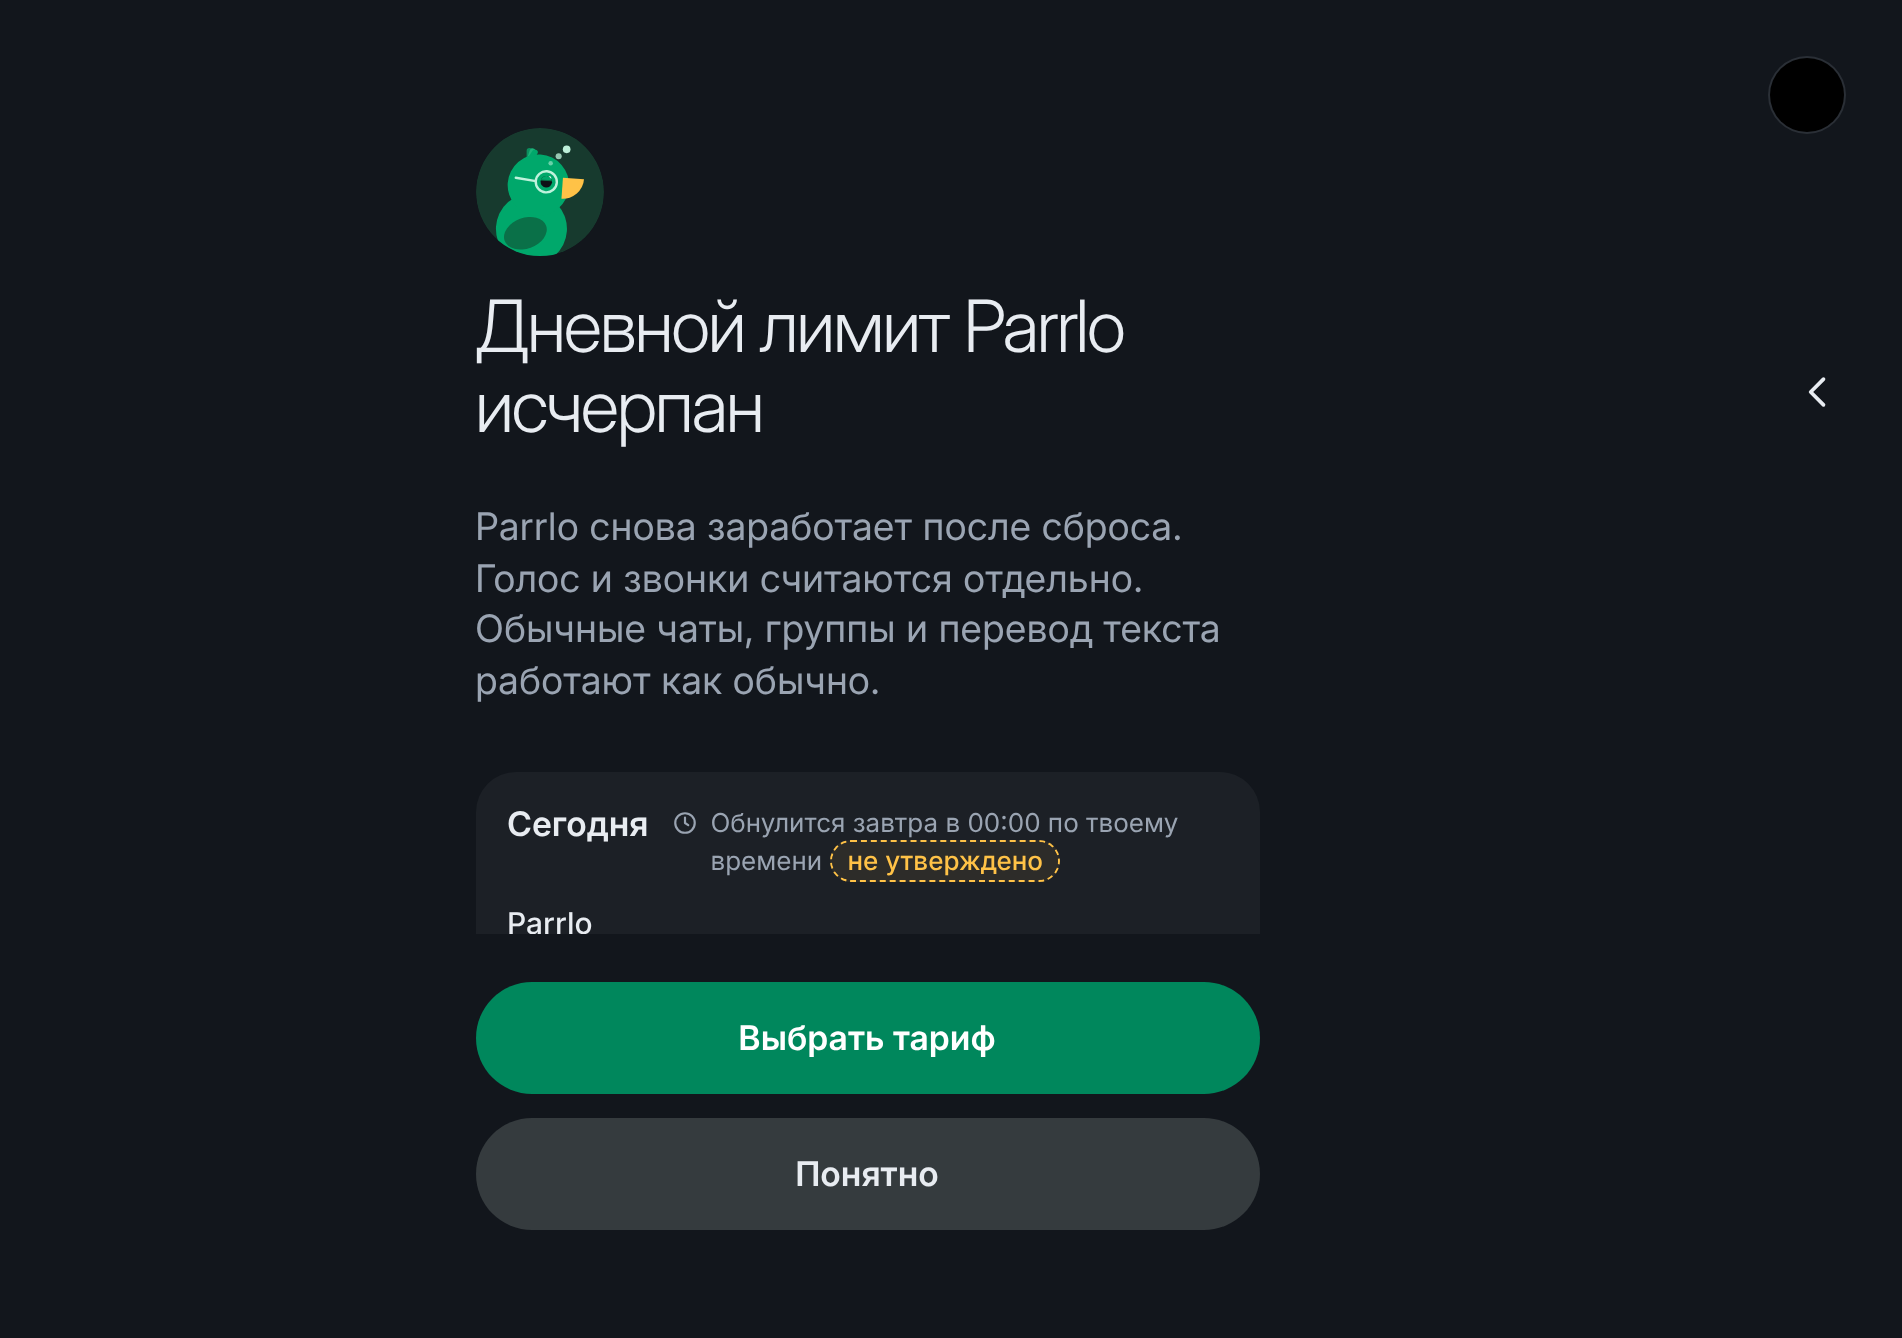 Дневной лимит Parrlo
исчерпан
Parrlo снова заработает после сброса.
Голос и звонки считаются отдельно.
Обычные чаты, группы и перевод текста
работают как обычно.
Сегодня Обнулится завтра в 00:00 по твоему
времени не утверждено
Parrlo
Выбрать тариф
Понятно